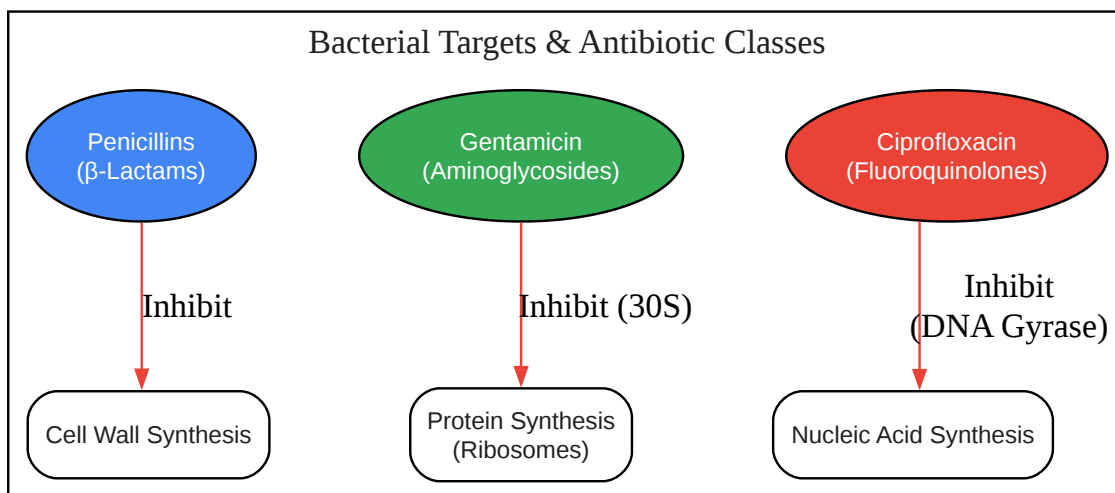 Bacterial Targets & Antibiotic Classes
Penicillins
(β-Lactams)
Gentamicin
(Aminoglycosides)
Ciprofloxacin
(Fluoroquinolones)
Inhibit
Inhibit (30S)
Inhibit
(DNA Gyrase)
Cell Wall Synthesis
Protein Synthesis
(Ribosomes)
Nucleic Acid Synthesis